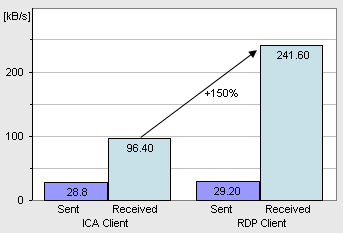 [kB/s]
241.60
200
+150%
100
96.40
28.8
29.20
0
Sent Received Sent Received
ICA Client RDP Client